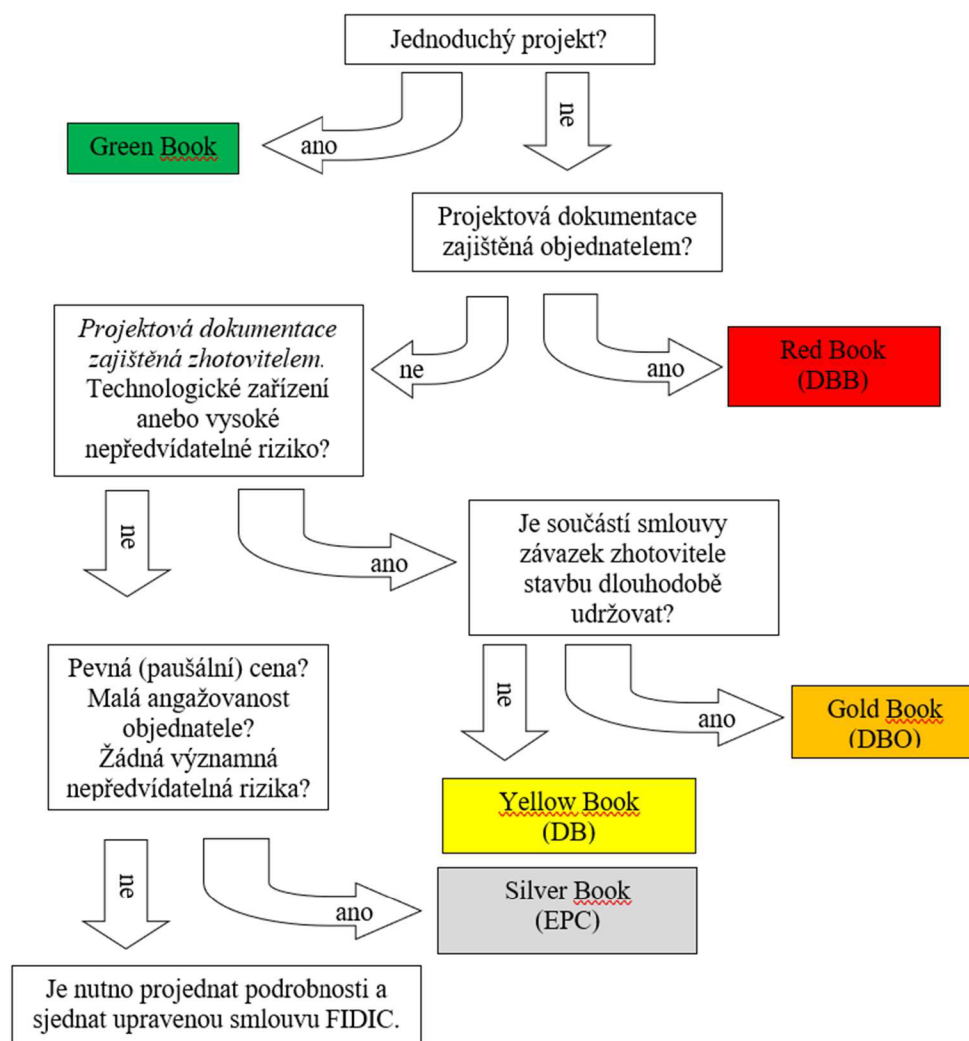 Jednoduchý projekt?
ne
ano
Green Book
Projektová dokumentace
zajištěná objednatelem?
Projektová dokumentace
zajištěná zhotovitelem.
Technologické zařízení
anebo vysoké
nepředvídatelné riziko?
ne
ano
Red Book
(DBB)
ne
ano
Je součástí smlouvy
závazek zhotovitele
stavbu dlouhodobě
udržovat?
Pevná (paušální) cena?
Malá angažovanost
objednatele?
Žádná významná
nepředvídatelná rizika?
ne
ano
Gold Book
(DBO)
Yellow Book
(DB)
ne
ano
Silver Book
(EPC)
Je nutno projednat podrobnosti a
sjednat upravenou smlouvu FIDIC.